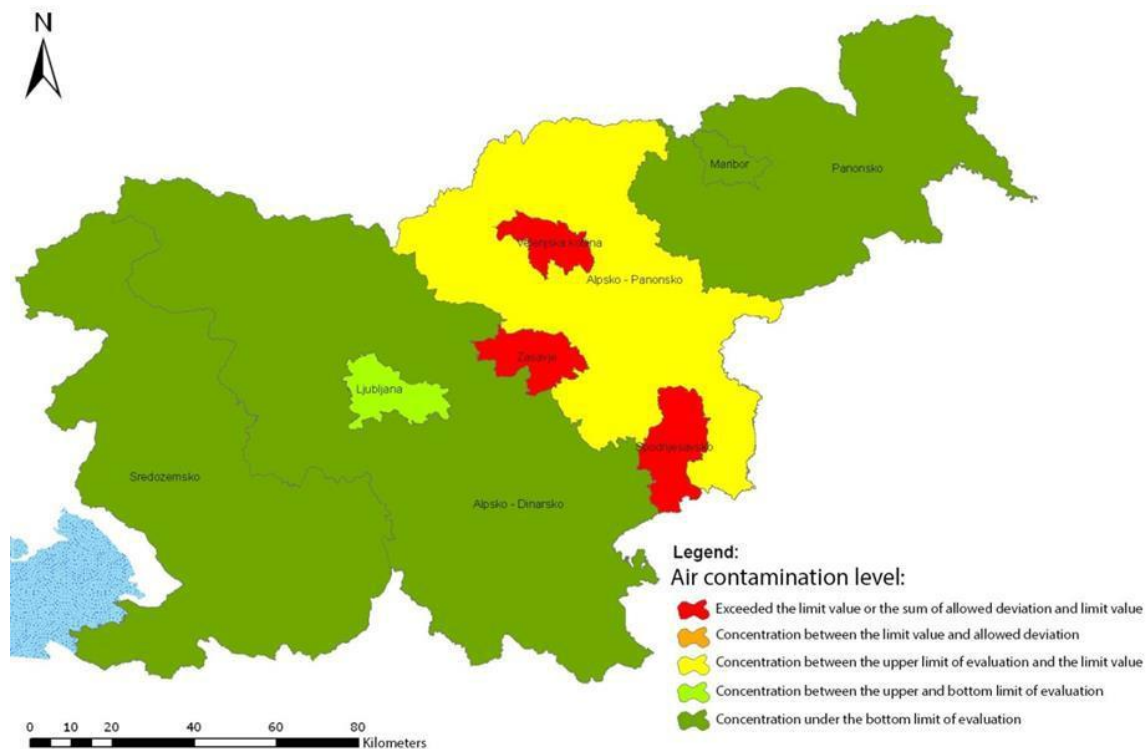 N
Maribor
Panonsko
Alpsko - Panonsko
Zasavje
Ljubljana
Sredozemsko
Alpsko - Dinarsko
Legend:
Air contamination level:
Exceeded the limit value or the sum of allowed deviation and limit value
Concentration between the limit value and allowed deviation
Concentration between the upper limit of evaluation and the limit value
Concentration between the upper and bottom limit of evaluation
Concentration under the bottom limit of evaluation
0 10 20 40 60 80
Kilometers